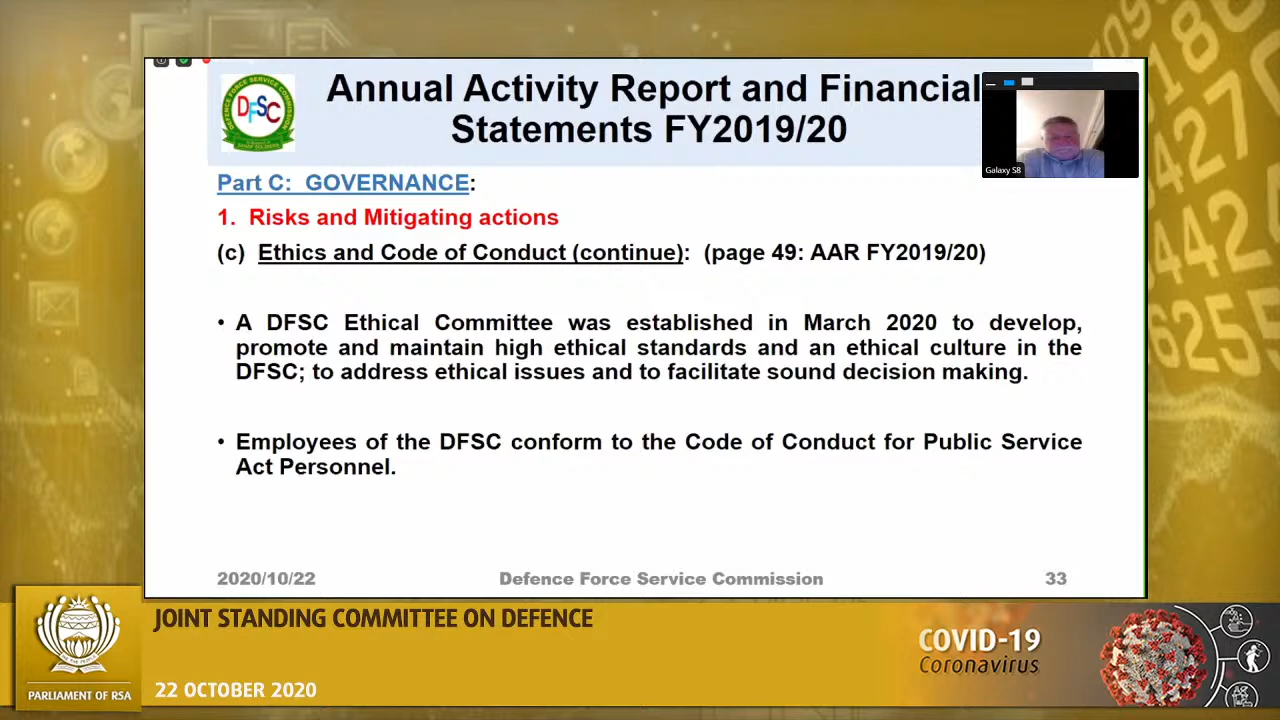 Annual Activity Report and Financial
Statements FY2019/20
DEFENCE FORCE SERVICE COMMISSION
DFSC
Galaxy S8
Part C: GOVERNANCE:
1. Risks and Mitigating actions
(c) Ethics and Code of Conduct (continue): (page 49: AAR FY2019/20)
• A DFSC Ethical Committee was established in March 2020 to develop,
promote and maintain high ethical standards and an ethical culture in the
DFSC; to address ethical issues and to facilitate sound decision making.
• Employees of the DFSC conform to the Code of Conduct for Public Service
Act Personnel.
2020/10/22 Defence Force Service Commission 33
JOINT STANDING COMMITTEE ON DEFENCE
COVID-19
Coronavirus
PARLIAMENT OF RSA
22 OCTOBER 2020